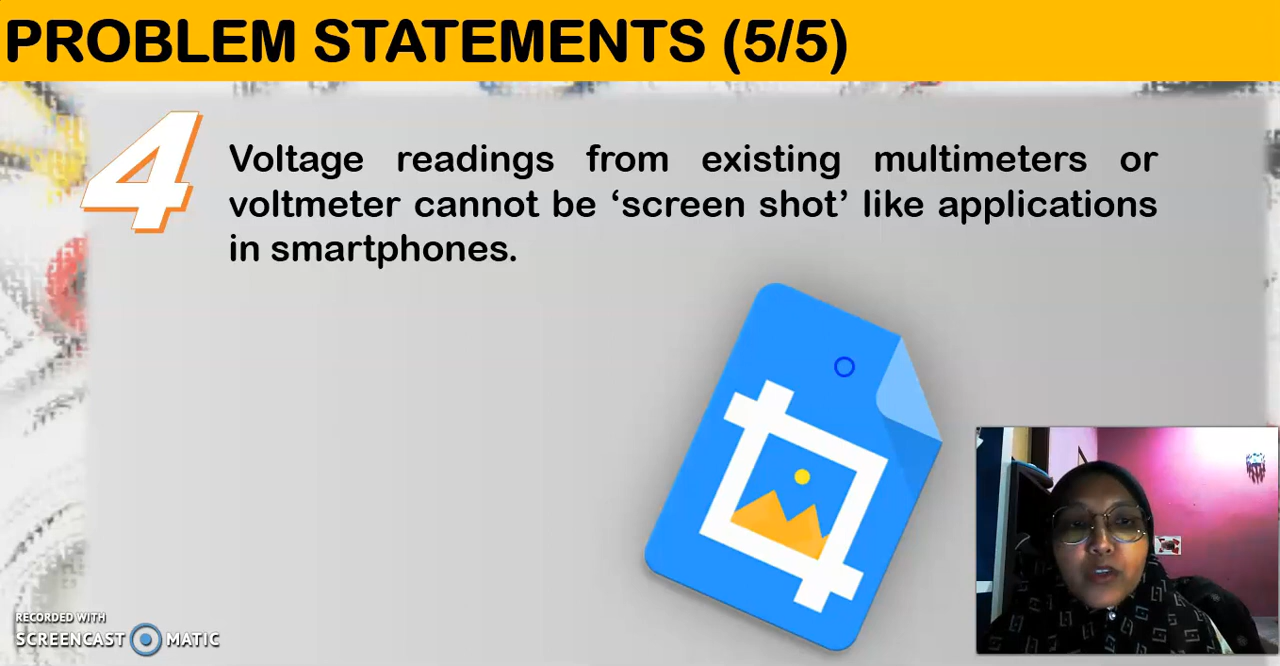 PROBLEM STATEMENTS (5/5)
4
Voltage readings from existing multimeters or
voltmeter cannot be ‘screen shot’ like applications
in smartphones.
RECORDED WITH
SCREENCAST MATIC